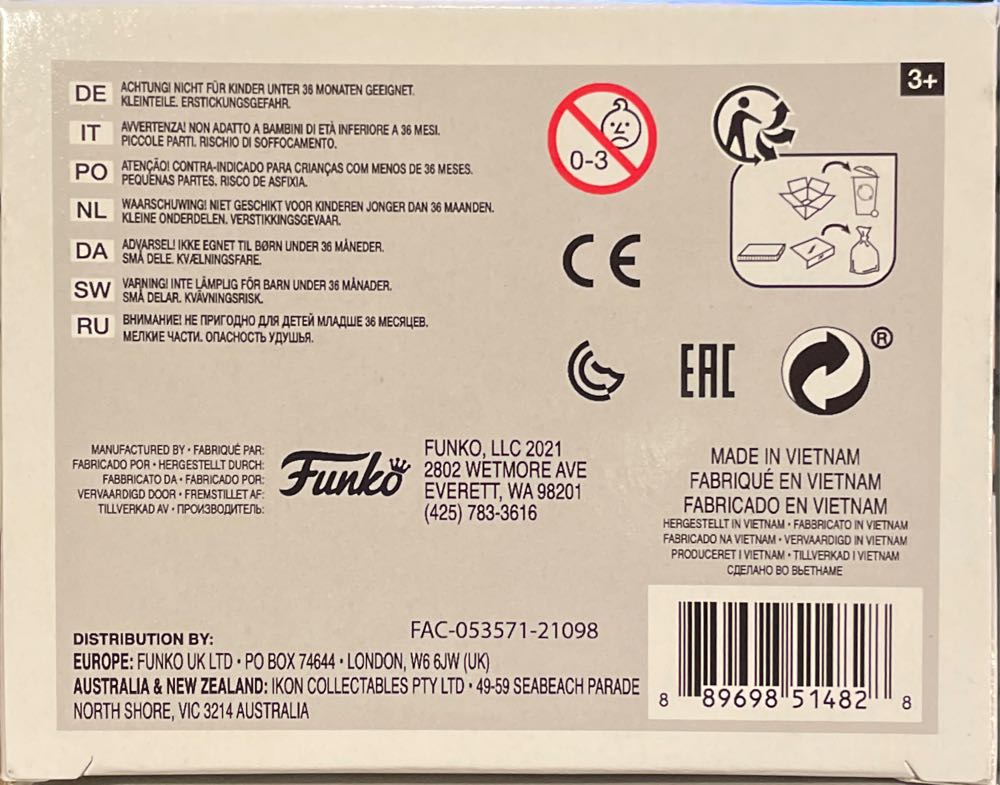 3+
DE ACHTUNG! NICHT FÜR KINDER UNTER 36 MONATEN GEEIGNET.
KLEINTEILE. ERSTICKUNGSGEFAHR.
IT AVVERTENZA! NON ADATTO A BAMBINI DI ETÀ INFERIORE A 36 MESI.
PICCOLE PARTI. RISCHIO DI SOFFOCAMENTO.
PO ATENÇÃO! CONTRA-INDICADO PARA CRIANÇAS COM MENOS DE 36 MESES.
PEQUENAS PARTES. RISCO DE ASFIXIA.
NL WAARSCHUWING! NIET GESCHIKT VOOR KINDEREN JONGER DAN 36 MAANDEN.
KLEINE ONDERDELEN. VERSTIKKINGSGEVAAR.
DA ADVARSEL! IKKE EGNET TIL BØRN UNDER 36 MÅNEDER.
SMÅ DELE. KVÆLNINGSFARE.
SW VARNING! INTE LÄMPLIG FÖR BARN UNDER 36 MÅNADER.
SMÅ DELAR. KVÄVNINGSRISK.
RU ВНИМАНИЕ! НЕ ПРИГОДНО ДЛЯ ДЕТЕЙ МЛАДШЕ 36 МЕСЯЦЕВ.
МЕЛКИЕ ЧАСТИ. ОПАСНОСТЬ УДУШЬЯ.
0-3
CE
EAC
®
MANUFACTURED BY • FABRIQUÉ PAR:
FABRICADO POR • HERGESTELLT DURCH:
FABBRICATO DA • FABRICADO POR:
VERVAARDIGD DOOR • FREMSTILLET AF:
TILLVERKAD AV • ПРОИЗВОДИТЕЛЬ:
Funko
FUNKO, LLC 2021
2802 WETMORE AVE
EVERETT, WA 98201
(425) 783-3616
MADE IN VIETNAM
FABRIQUÉ EN VIETNAM
FABRICADO EN VIETNAM
HERGESTELLT IN VIETNAM • FABBRICATO IN VIETNAM
FABRICADO NA VIETNAM • VERVAARDIGD IN VIETNAM
PRODUCERET I VIETNAM • TILLVERKAD I VIETNAM
СДЕЛАНО ВО ВЬЕТНАМЕ
FAC-053571-21098
DISTRIBUTION BY:
EUROPE: FUNKO UK LTD • PO BOX 74644 • LONDON, W6 6JW (UK)
AUSTRALIA & NEW ZEALAND: IKON COLLECTABLES PTY LTD • 49-59 SEABEACH PARADE
NORTH SHORE, VIC 3214 AUSTRALIA
8 89698 51482 8